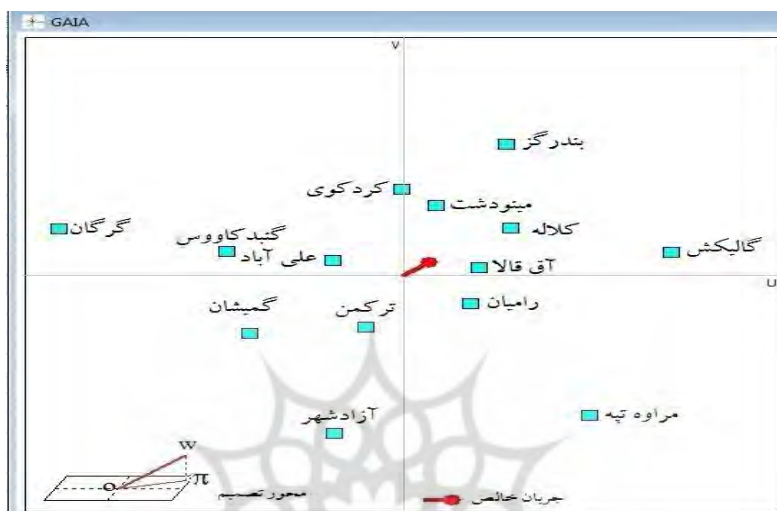 GAIA
V
بندرگز
کردکوی
مینودشت
گرگان
کلاله
گنبدکاووس
گالیکش
علی آباد
آق قالا
U
رامیان
ترکمن
گمیشان
مراوه تپه
آزادشهر
W
O
π
محور تصمیم
جریان خالص